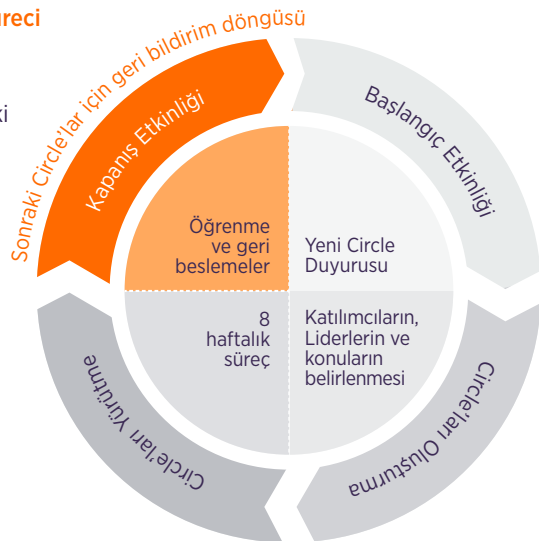 üreci
ki
Sonraki Circle'lar için geri bildirim döngüsü
Kapanış Etkinliği
Başlangıç Etkinliği
Öğrenme
ve geri
beslemeler
Yeni Circle
Duyurusu
8
haftalık
süreç
Katılımcıların,
Liderlerin ve
konuların
belirlenmesi
Circle'ları Yürütme
Circle'ları Oluşturma